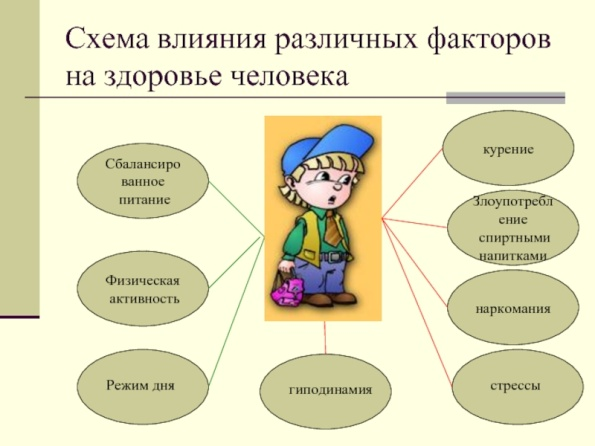 Схема влияния различных факторов
на здоровье человека
Сбалансиро
ванное
питание
Физическая
активность
Режим дня
гиподинамия
курение
Злоупотребл
ение
спиртными
напитками
наркомания
стрессы